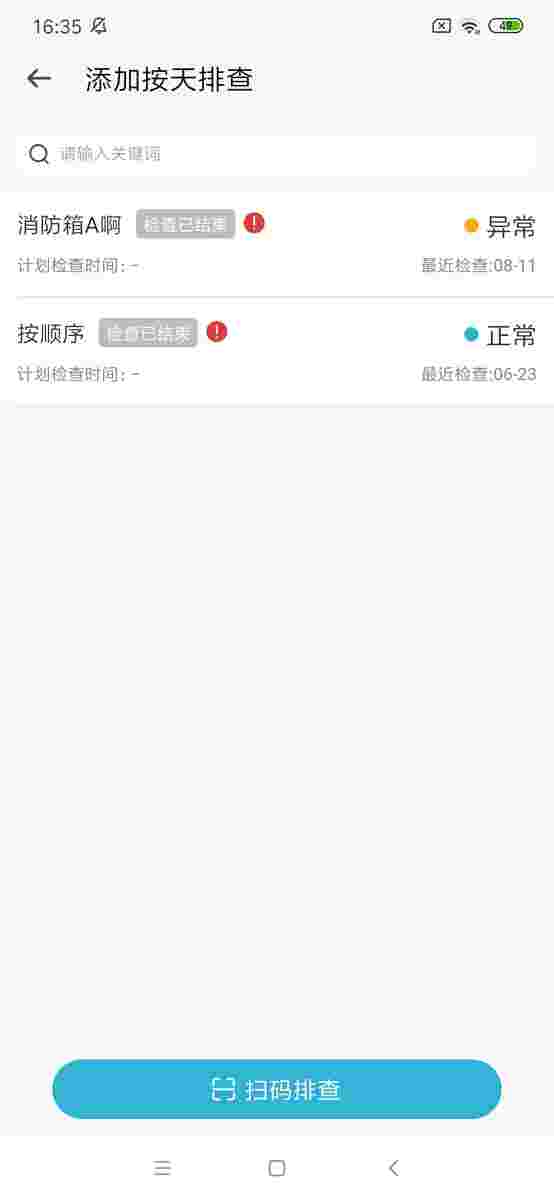 16:35
49
添加按天排查
请输入关键词
消防箱A啊 检查已结束 异常
计划检查时间：- 最近检查:08-11
按顺序 检查已结束 正常
计划检查时间：- 最近检查:06-23
扫码排查